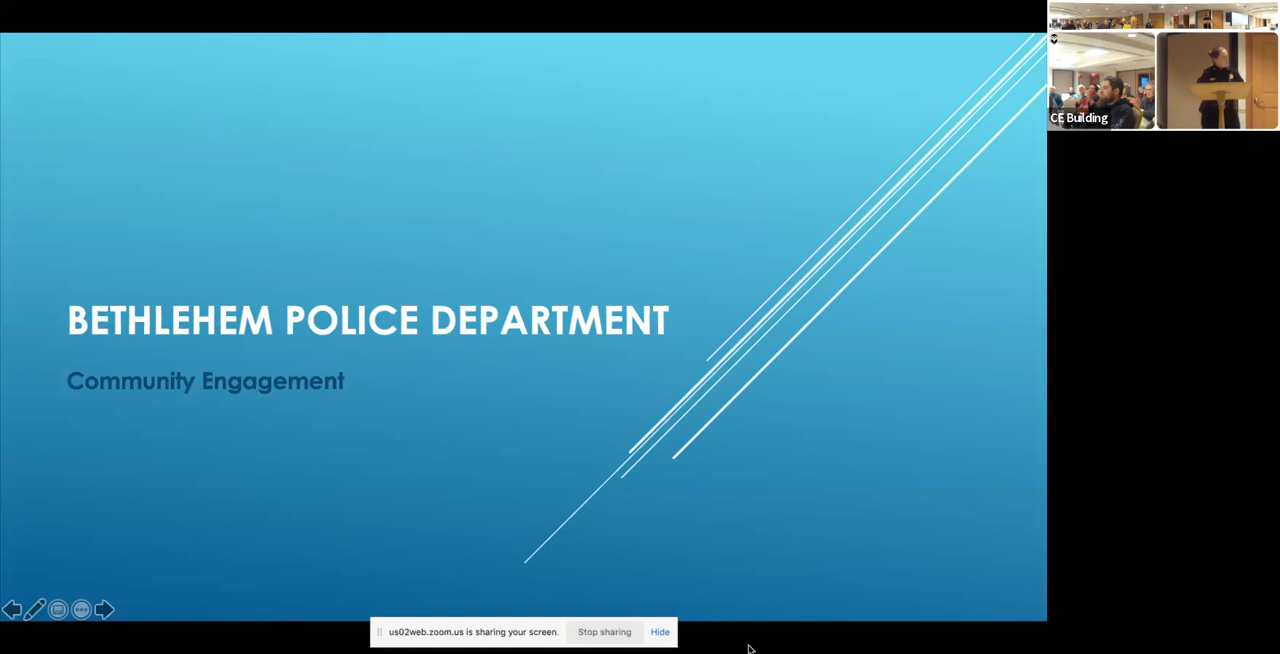 BETHLEHEM POLICE DEPARTMENT
Community Engagement
CE Building
us02web.zoom.us is sharing your screen.
Stop sharing
Hide